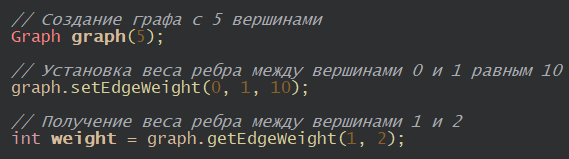 // Создание графа с 5 вершинами
Graph graph(5);
// Установка веса ребра между вершинами 0 и 1 равным 10
graph.setEdgeWeight(0, 1, 10);
// Получение веса ребра между вершинами 1 и 2
int weight = graph.getEdgeWeight(1, 2);